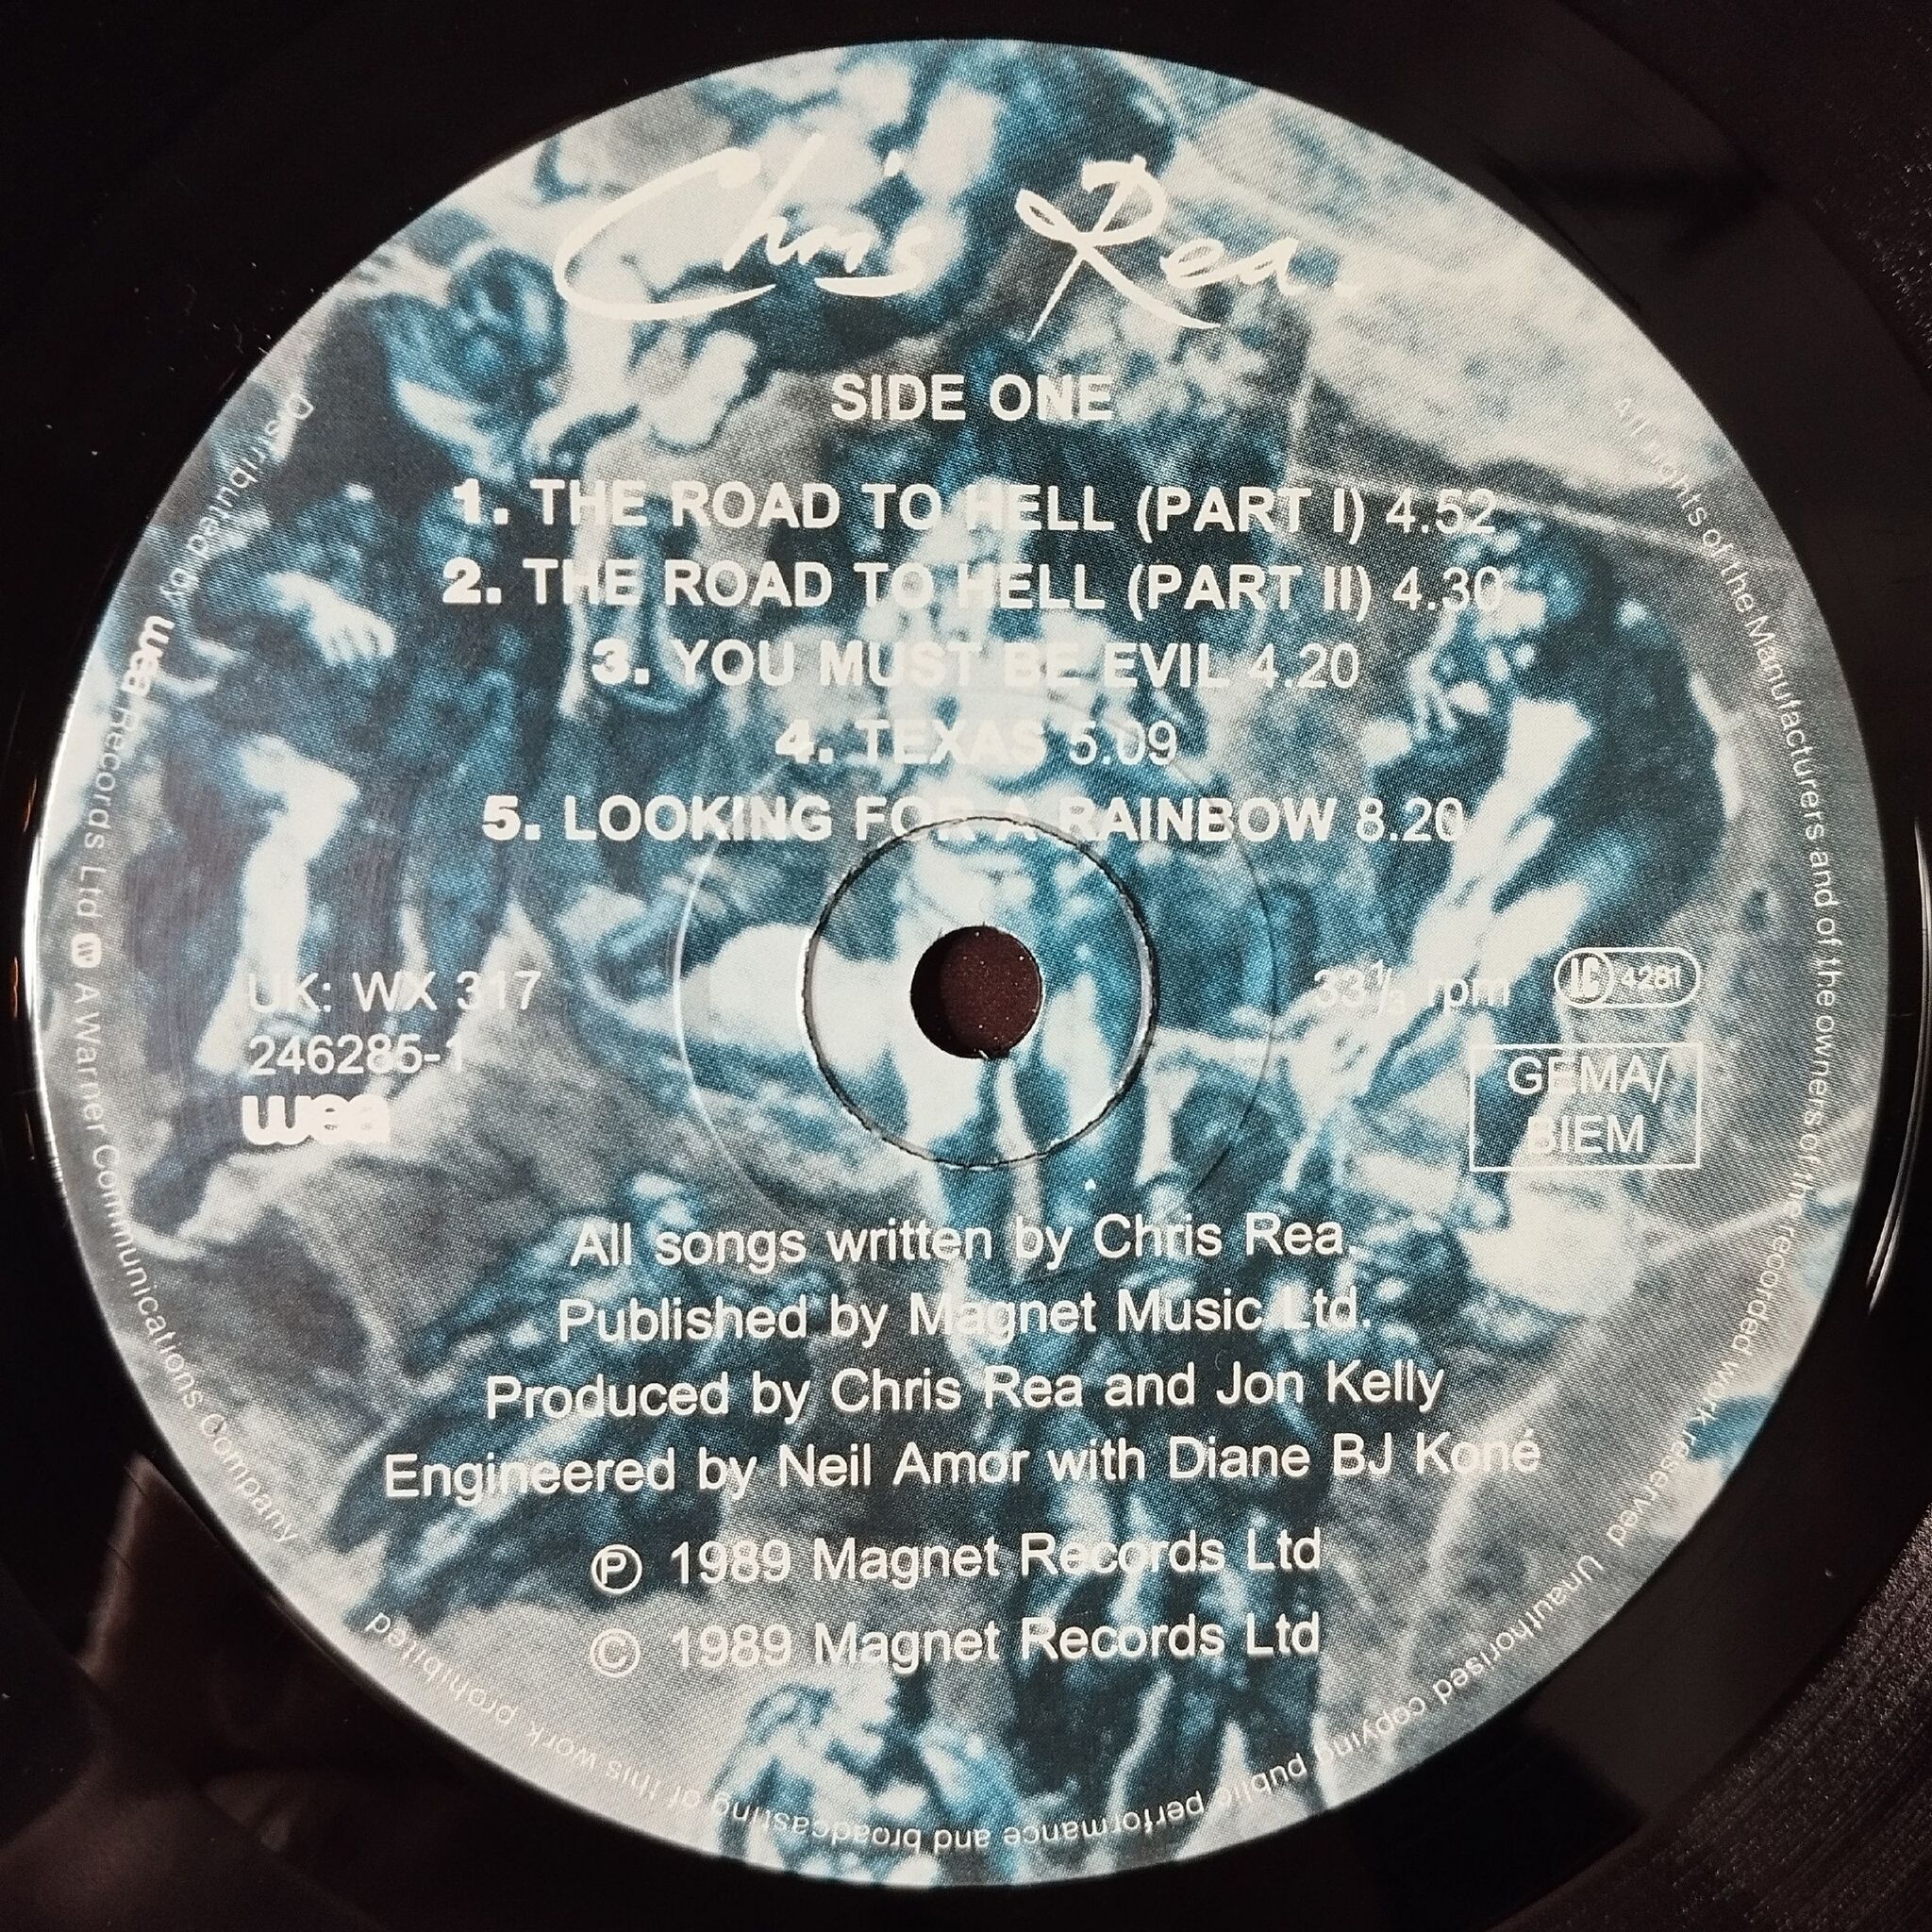 Chris Rea.
SIDE ONE
1. THE ROAD TO HELL (PART I) 4.52
2. THE ROAD TO HELL (PART II) 4.30
3. YOU MUST BE EVIL 4.20
4. TEXAS 5.09
5. LOOKING FOR A RAINBOW 8.20
UK: WX 317
246285-1
wea
33⅓ rpm
LC 4281
GEMA/
BIEM
All songs written by Chris Rea.
Published by Magnet Music Ltd.
Produced by Chris Rea and Jon Kelly
Engineered by Neil Amor with Diane BJ Koné
Ⓟ 1989 Magnet Records Ltd
© 1989 Magnet Records Ltd
Distributed by wea Records Ltd. A Warner Communications Company
All rights of the Manufacturers and of the owners of the recorded work reserved Unauthorised copying public performance and broadcasting of this work prohibited